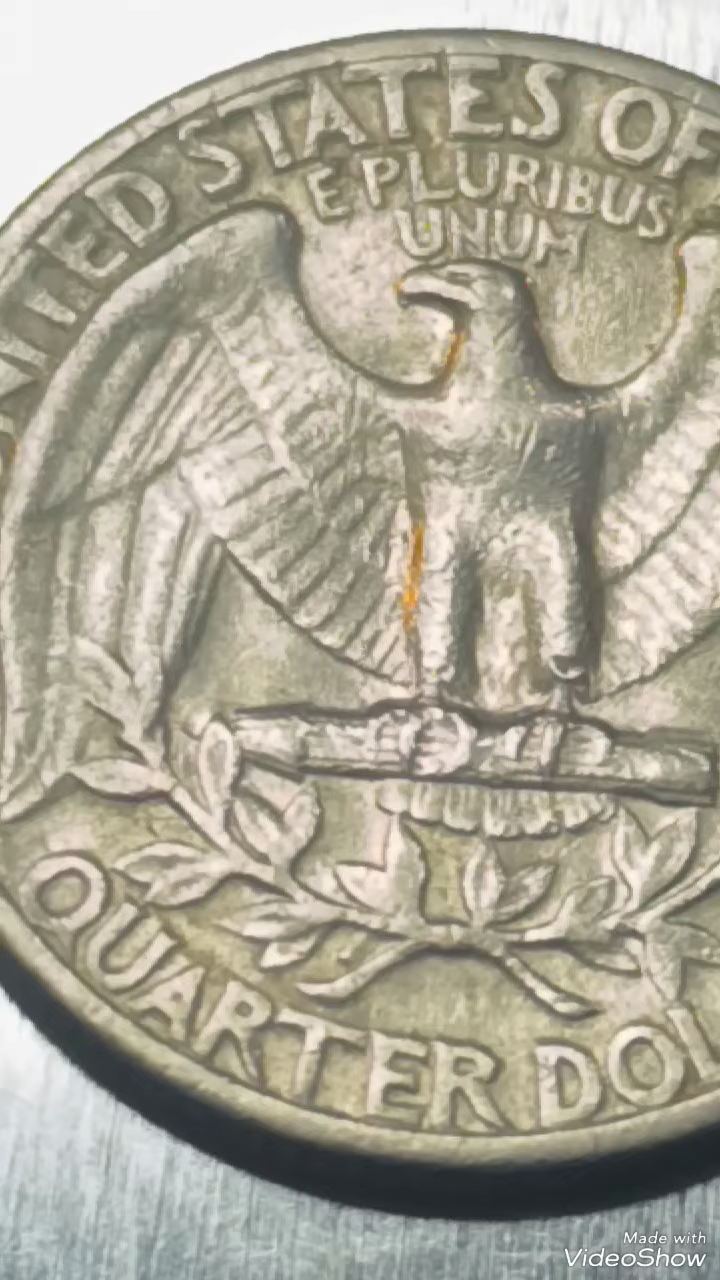 UNITED STATES OF
E PLURIBUS
UNUM
QUARTER DOL
Made with
VideoShow